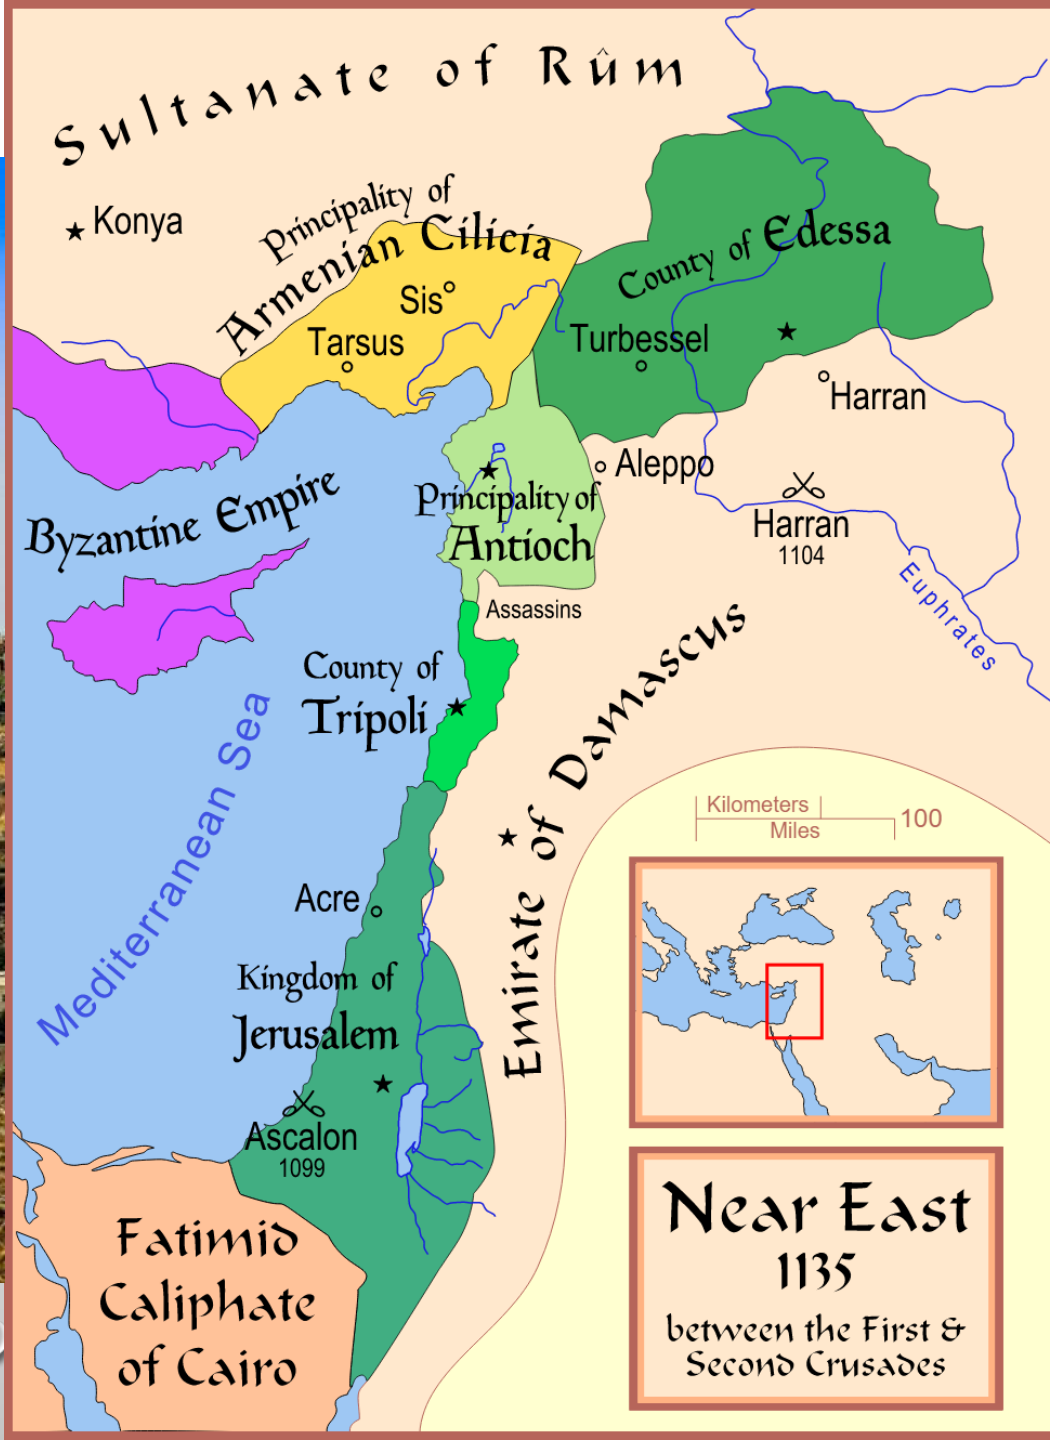 Sultanate of Rûm
Konya
Principality of
Armenian Cilicia
Sis
Tarsus
County of Edessa
Turbessel
Harran
Aleppo
Harran
1104
Euphrates
Byzantine Empire
Principality of
Antioch
Assassins
County of
Tripoli
Mediterranean Sea
Emirate of Damascus
Kilometers
Miles
100
Acre
Kingdom of
Jerusalem
Ascalon
1099
Fatimid
Caliphate
of Cairo
Near East
1135
between the First &
Second Crusades